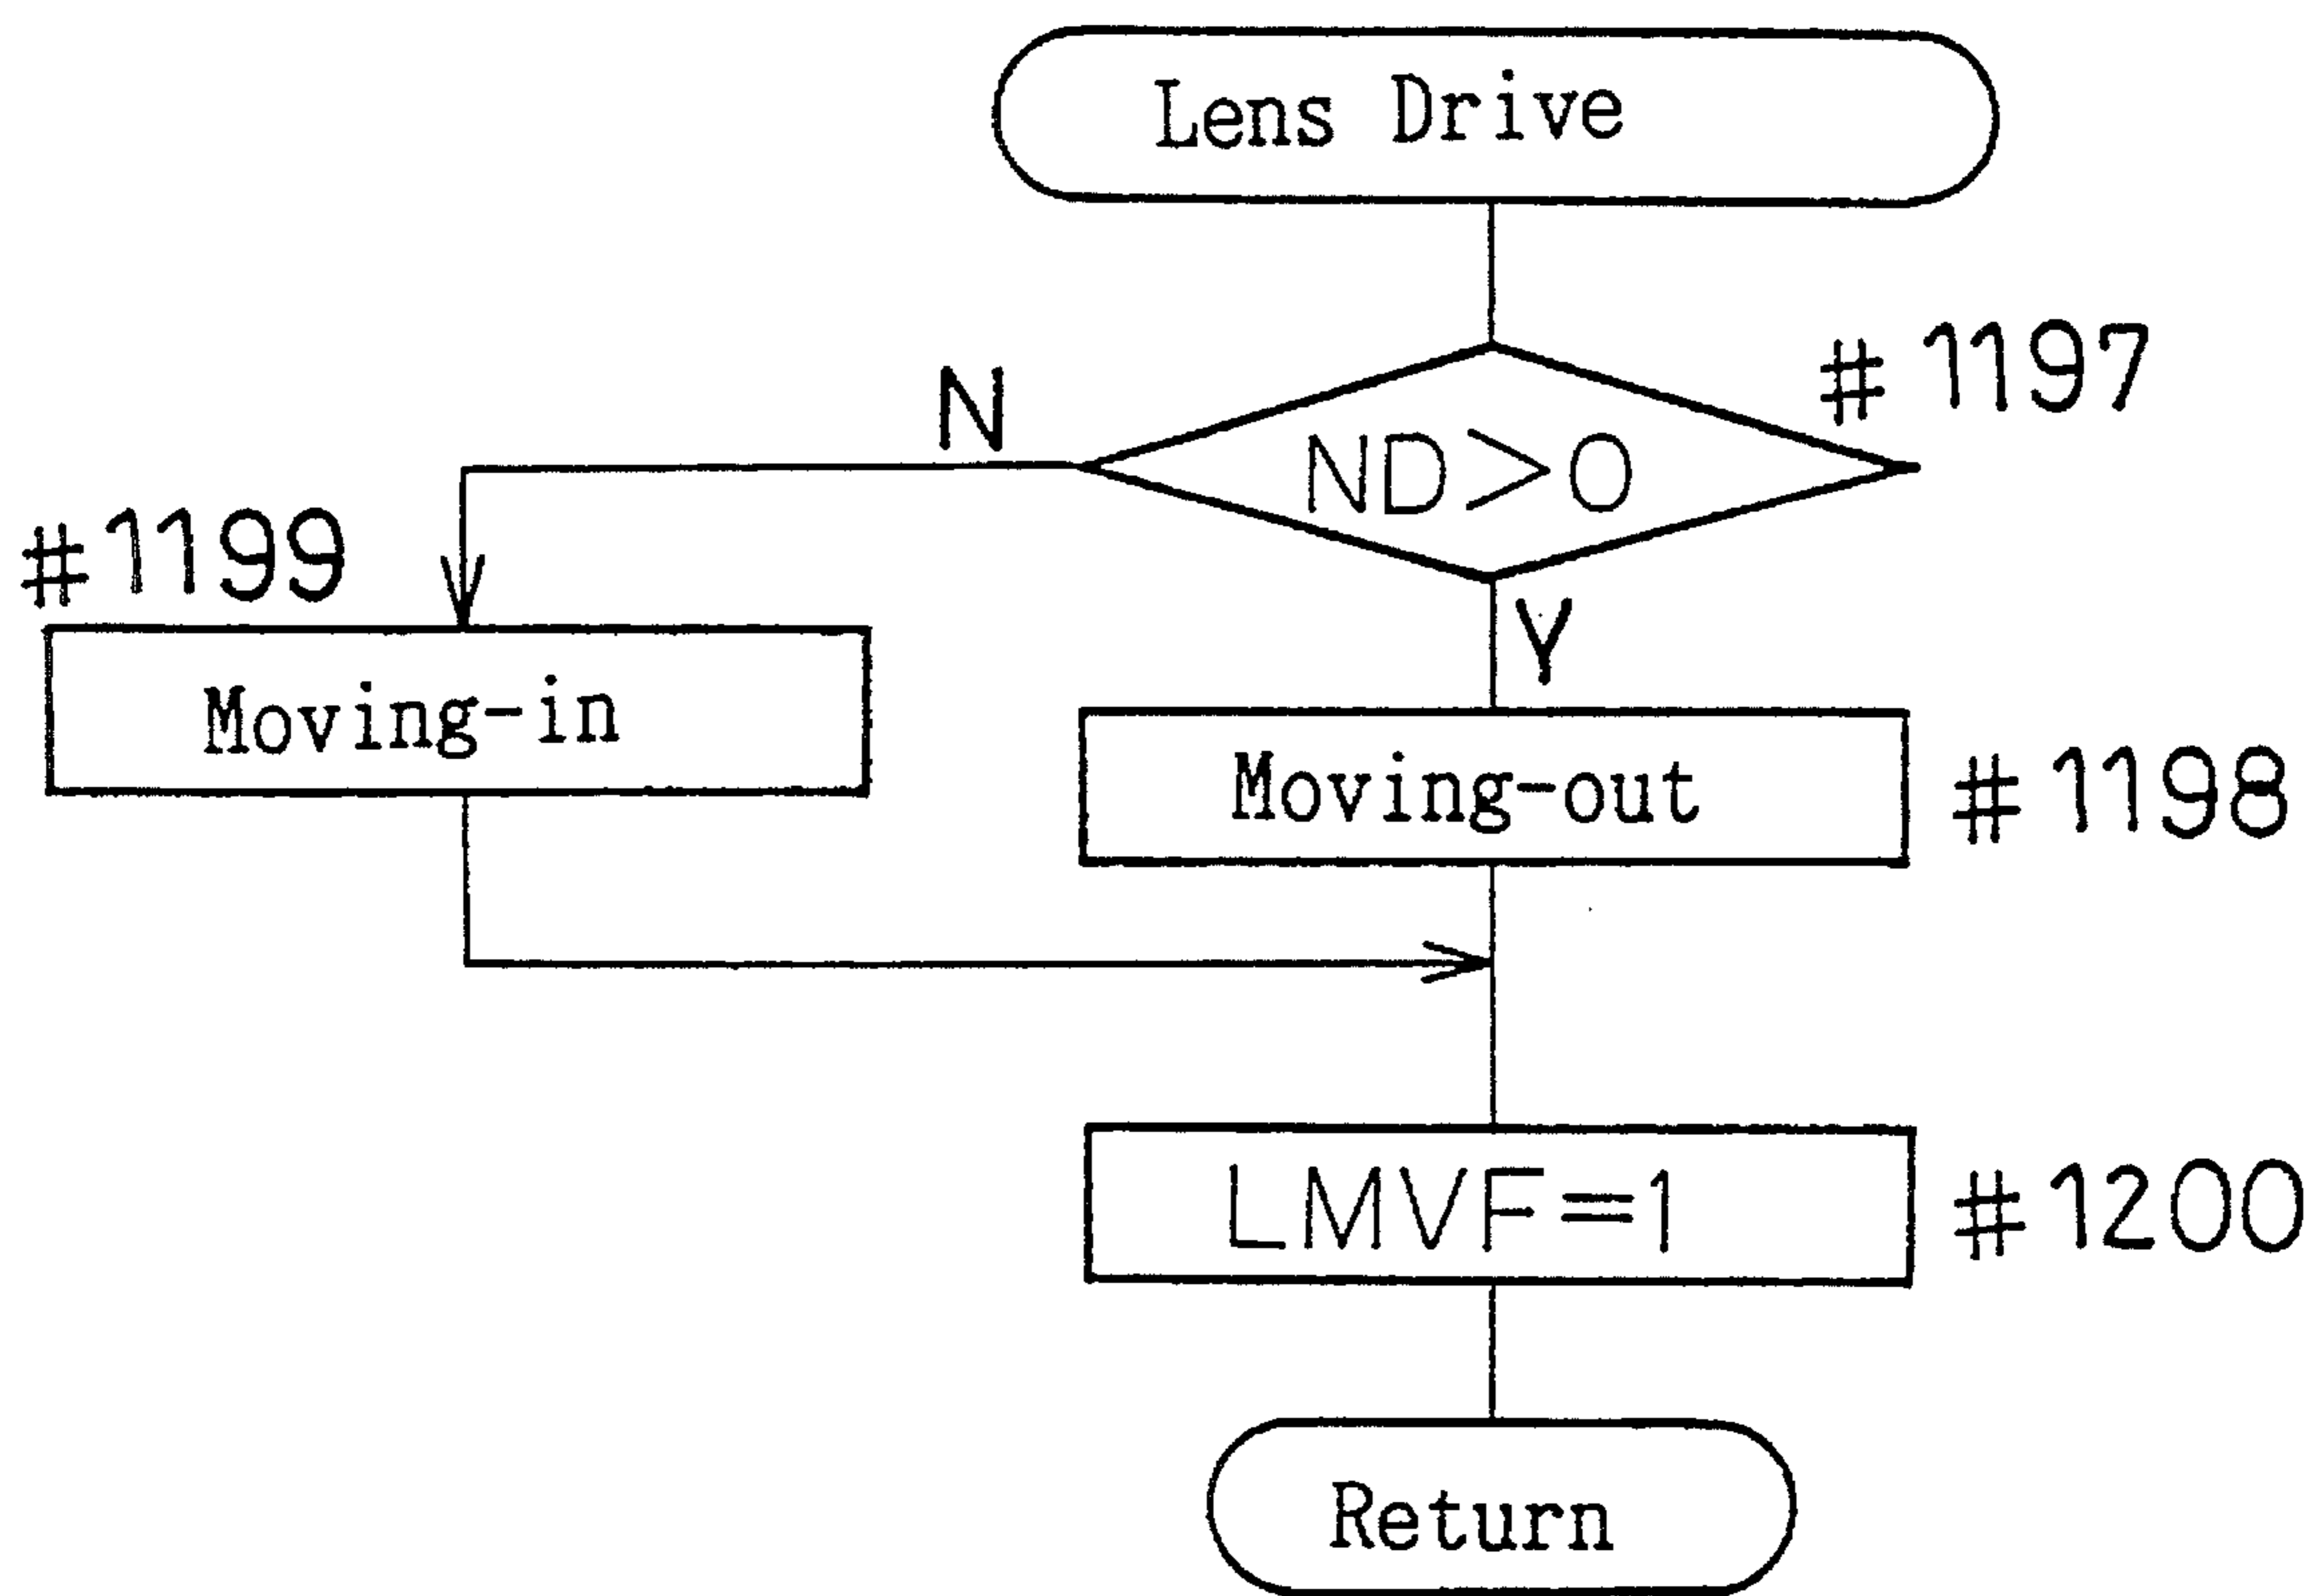 Lens Drive
#1197
N
ND>0
#1199
Y
Moving-in
Moving-out
#1198
LMVF=1
#1200
Return